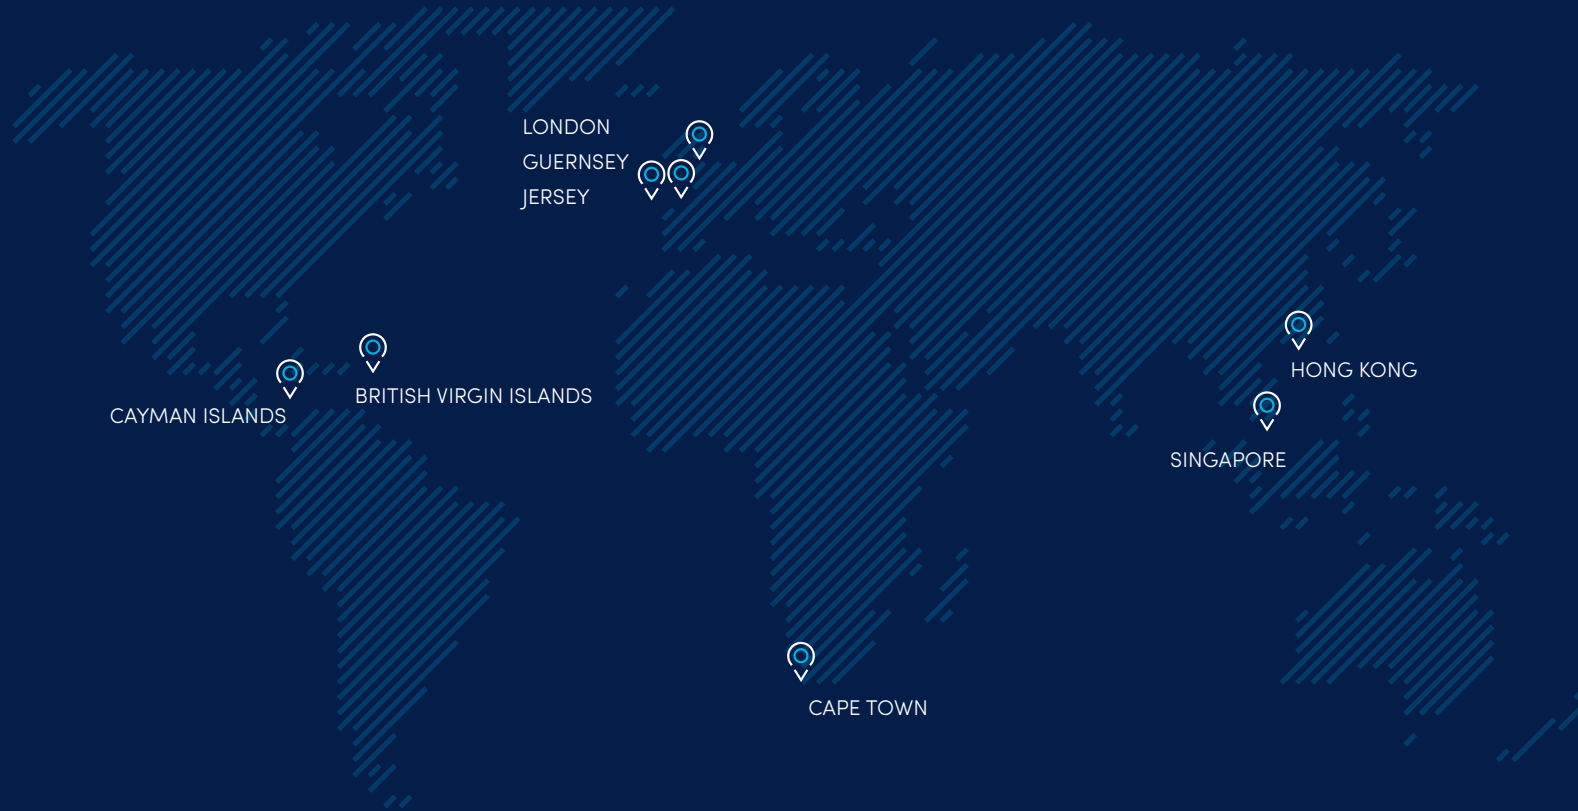 LONDON
GUERNSEY
JERSEY
HONG KONG
BRITISH VIRGIN ISLANDS
CAYMAN ISLANDS
SINGAPORE
CAPE TOWN